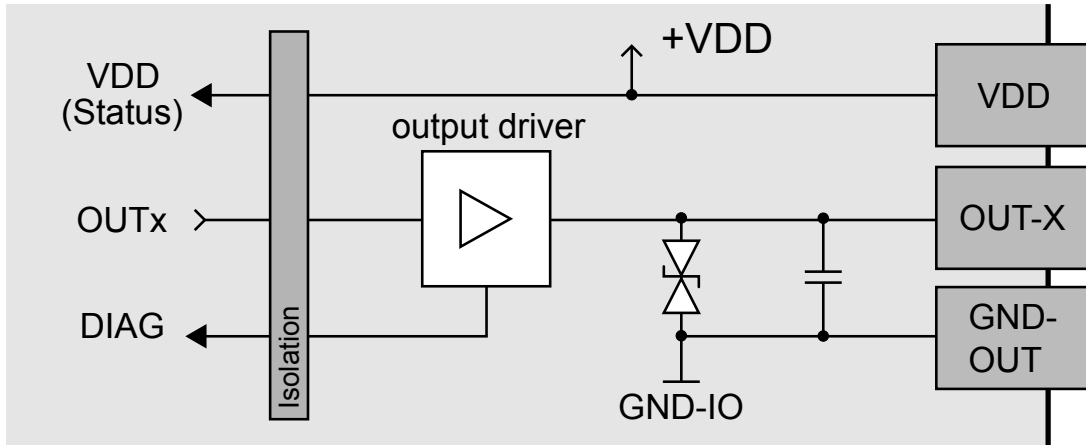 +VDD
VDD
(Status)
VDD
output driver
OUTx
OUT-X
DIAG
Isolation
GND-
OUT
GND-IO